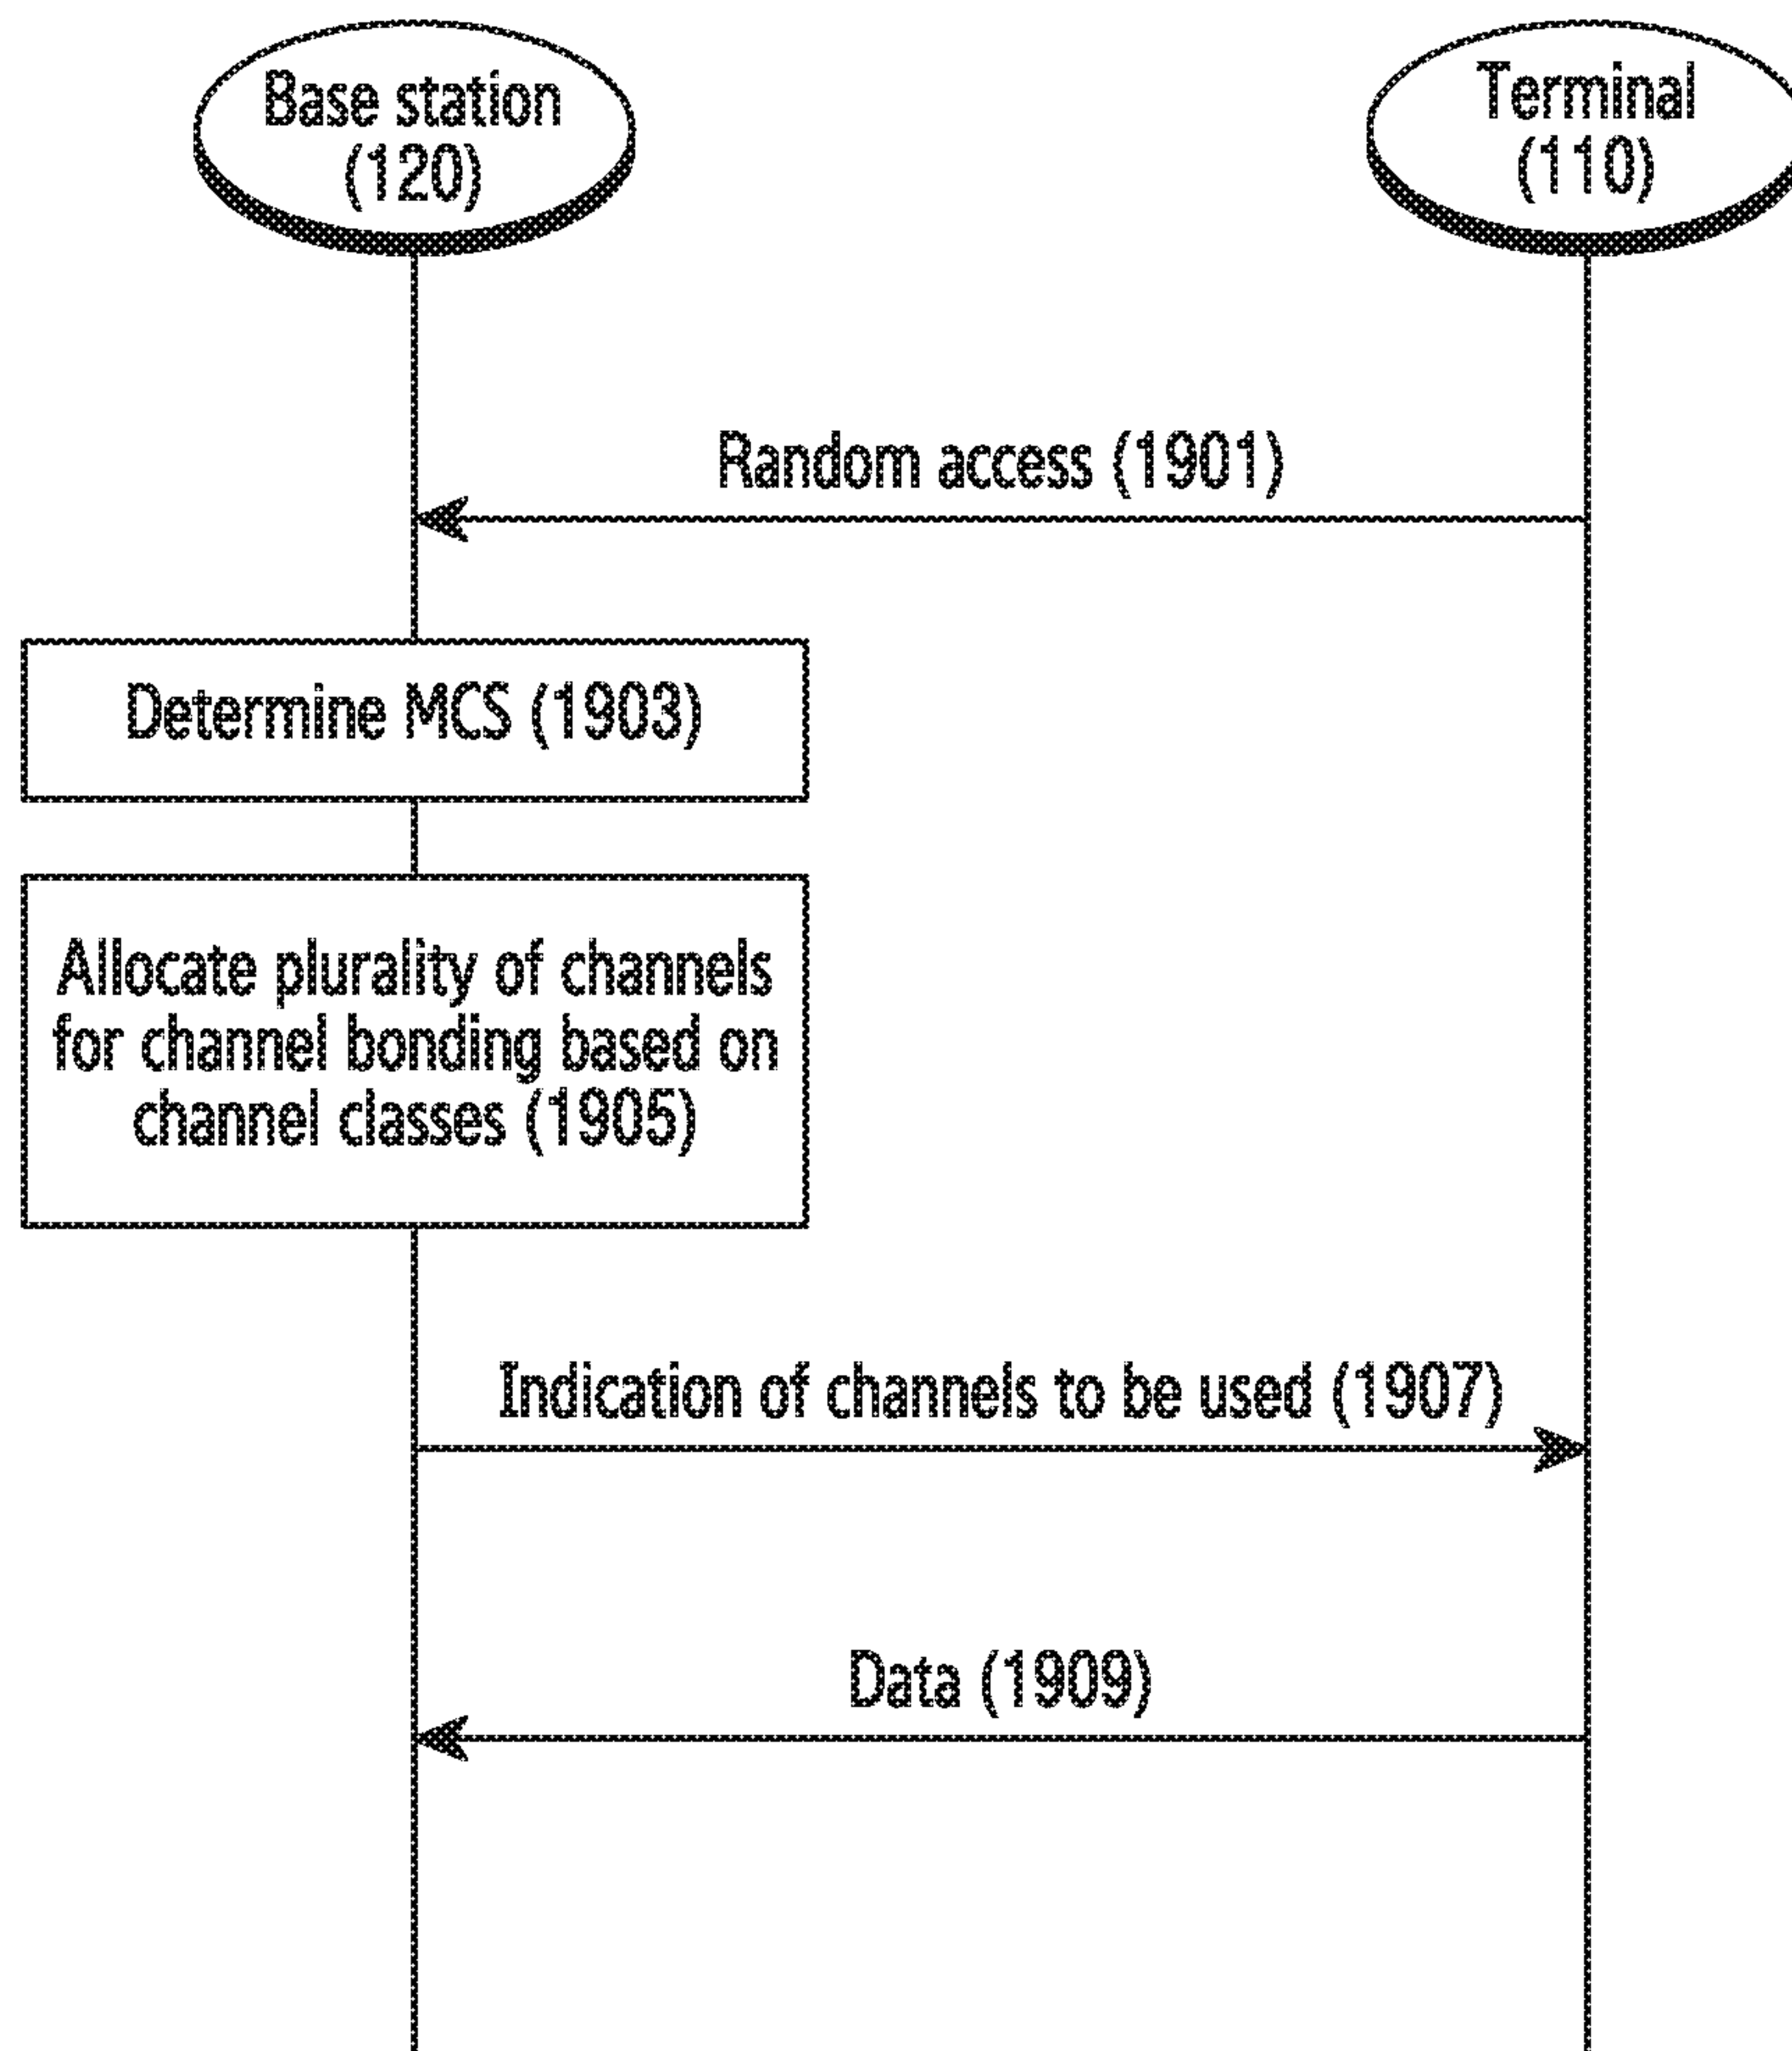 Base station
(120)
Terminal
(110)
Random access (1901)
Determine MCS (1903)
Allocate plurality of channels
for channel bonding based on
channel classes (1905)
Indication of channels to be used (1907)
Data (1909)